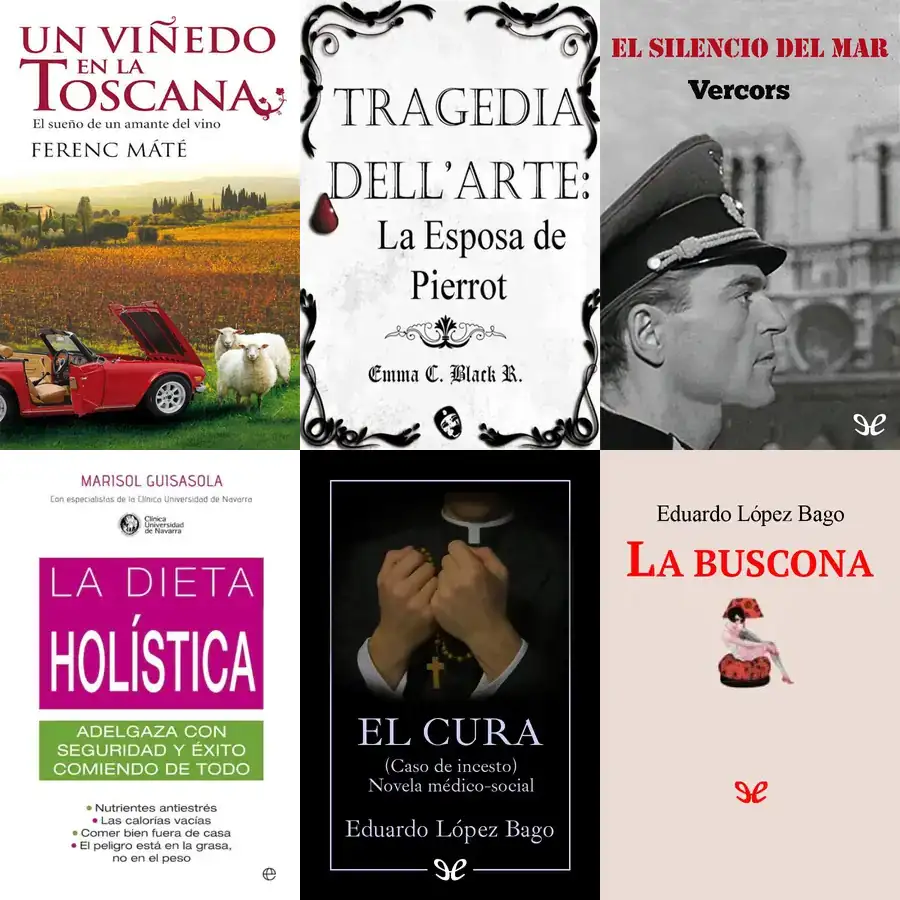 UN VIÑEDO
EN LA
TOSCANA
El sueño de un amante del vino
FERENC MÁTÉ
TRAGEDIA
DELL'ARTE:
La Esposa de
Pierrot
Emma C. Black R.
EL SILENCIO DEL MAR
Vercors
MARISOL GUISASOLA
Con especialistas de la Clínica Universidad de Navarra
Clínica
Universidad
de Navarra
LA DIETA
HOLÍSTICA
ADELGAZA CON
SEGURIDAD Y ÉXITO
COMIENDO DE TODO
• Nutrientes antiestrés
• Las calorías vacías
• Comer bien fuera de casa
• El peligro está en la grasa,
no en el peso
e
EL CURA
(Caso de incesto)
Novela médico-social
Eduardo López Bago
Eduardo López Bago
LA BUSCONA